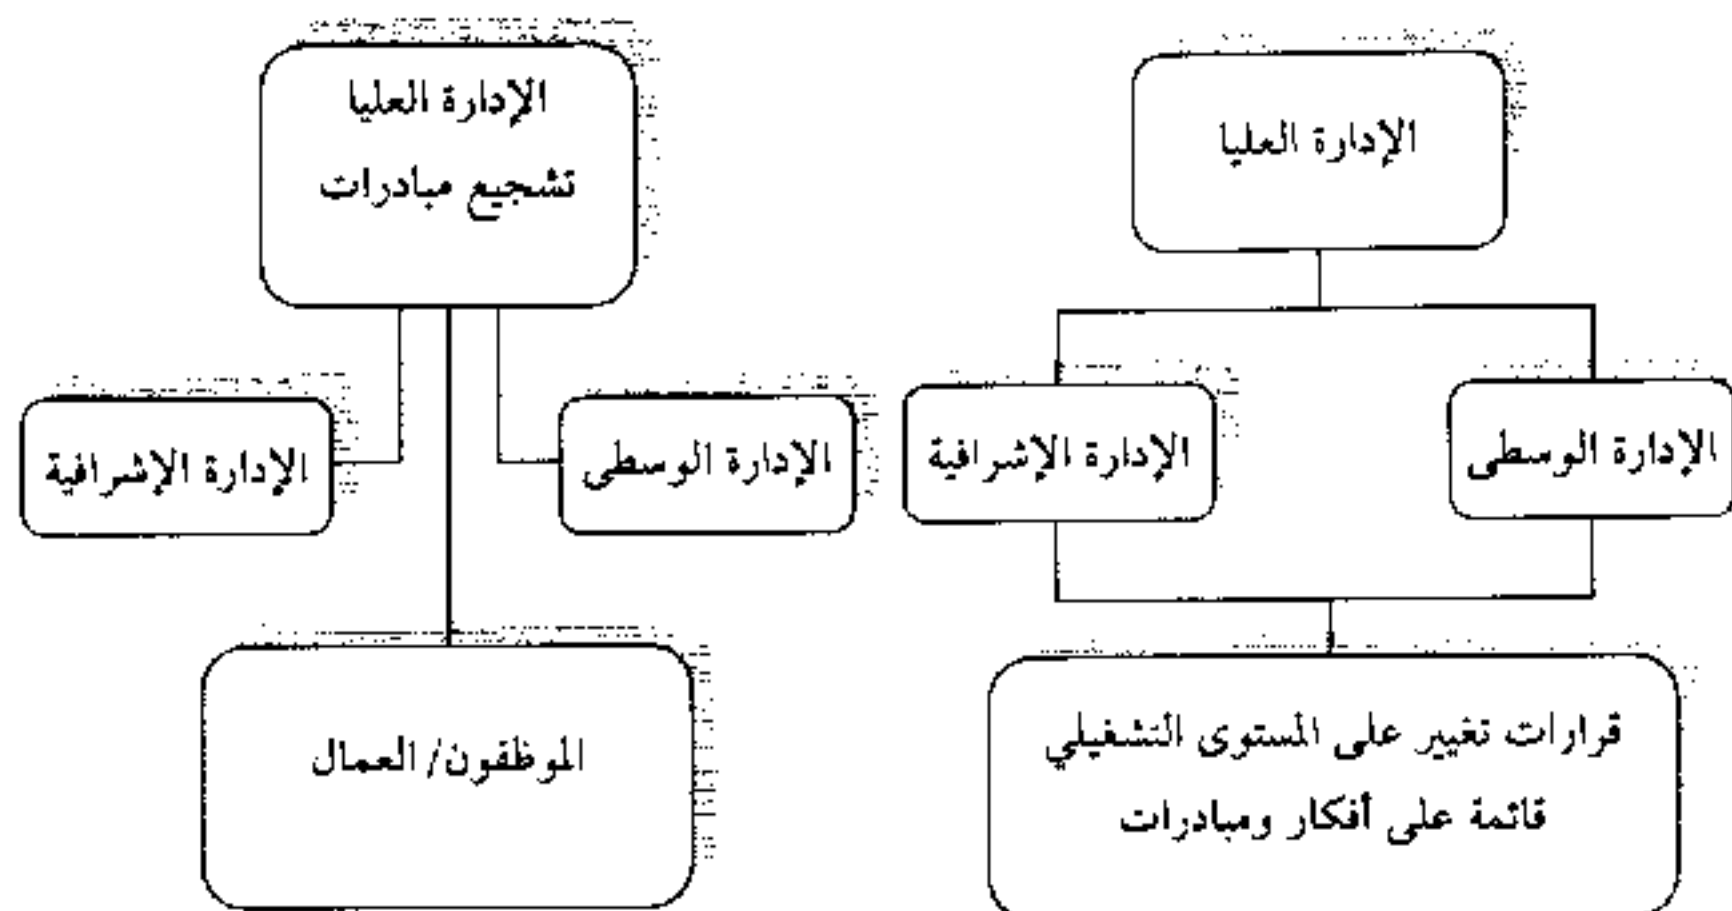 الإدارة العليا
الإدارة الوسطى
الإدارة الإشرافية
قرارات تغيير على المستوى التشغيلي
قائمة على أفكار ومبادرات
الإدارة العليا
تشجيع مبادرات
الإدارة الوسطى
الإدارة الإشرافية
الموظفون/ العمال